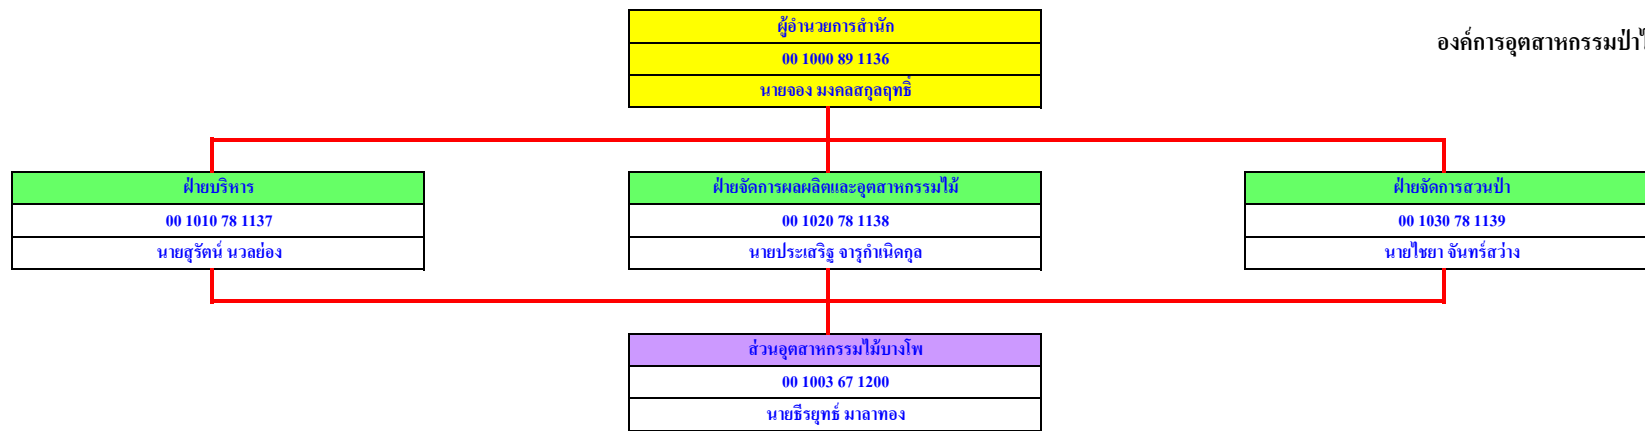 ผู้อำนวยการสำนัก
00 1000 89 1136
นายจอง มงคลสกุลฤทธิ์
องค์การอุตสาหกรรมป่า
ฝ่ายบริหาร
00 1010 78 1137
นายสุรัตน์ นวลย่อง
ฝ่ายจัดการผลผลิตและอุตสาหกรรมไม้
00 1020 78 1138
นายประเสริฐ จารุกำเนิดกุล
ฝ่ายจัดการสวนป่า
00 1030 78 1139
นายไชยา จันทร์สว่าง
ส่วนอุตสาหกรรมไม้บางโพ
00 1003 67 1200
นายธีรยุทธ์ มาลาทอง